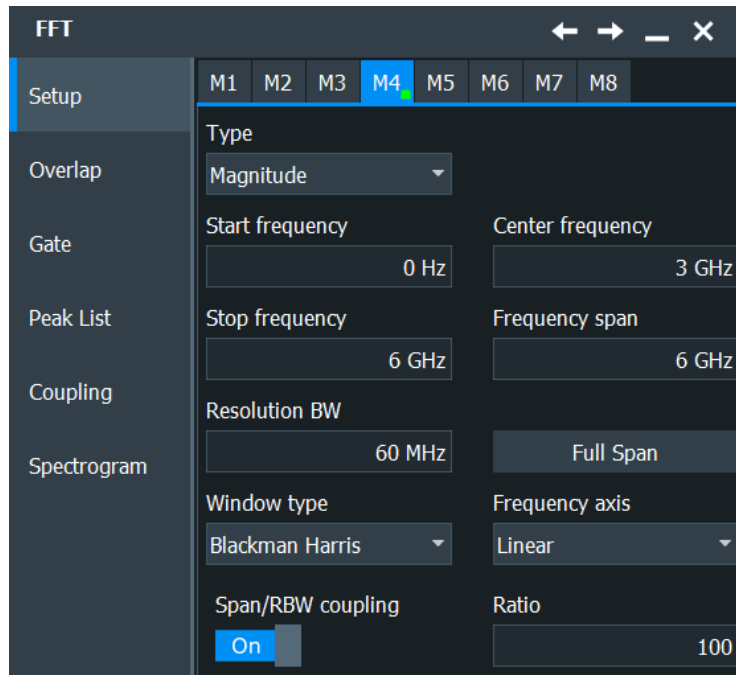 FFT
Setup
Overlap
Gate
Peak List
Coupling
Spectrogram
M1 M2 M3 M4 M5 M6 M7 M8
Type
Magnitude
Start frequency Center frequency
0 Hz 3 GHz
Stop frequency Frequency span
6 GHz 6 GHz
Resolution BW
60 MHz Full Span
Window type Frequency axis
Blackman Harris Linear
Span/RBW coupling Ratio
On 100